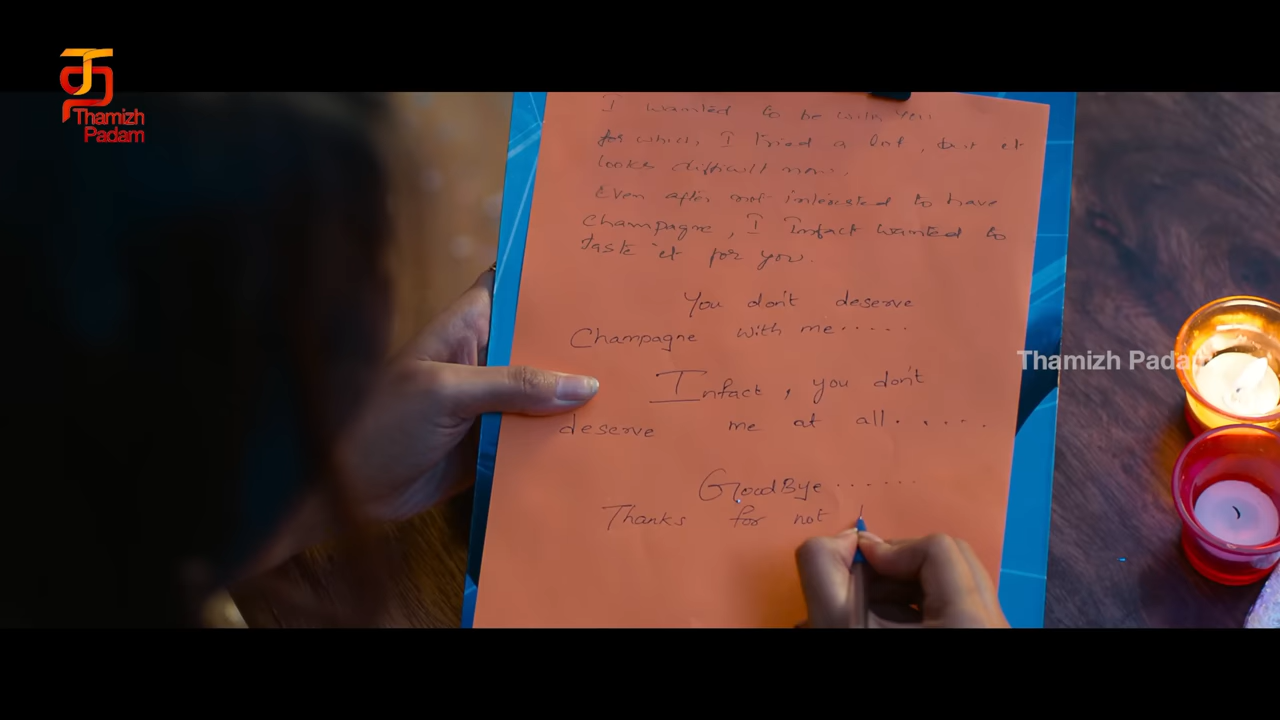 Thamizh
Padam
I wanted to be with you
for which, I tried a lot, but it
looks difficult now.
Even after not interested to have
Champagne, I Infact wanted to
taste it for you.
You don't deserve
Champagne with me.....
Thamizh Padam
Infact, you don't
deserve me at all.....
GoodBye......
Thanks for not